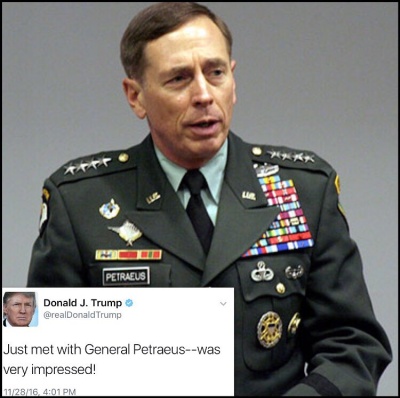 PETRAEUS
Donald J. Trump
@realDonaldTrump
Just met with General Petraeus--was
very impressed!
11/28/16, 4:01 PM